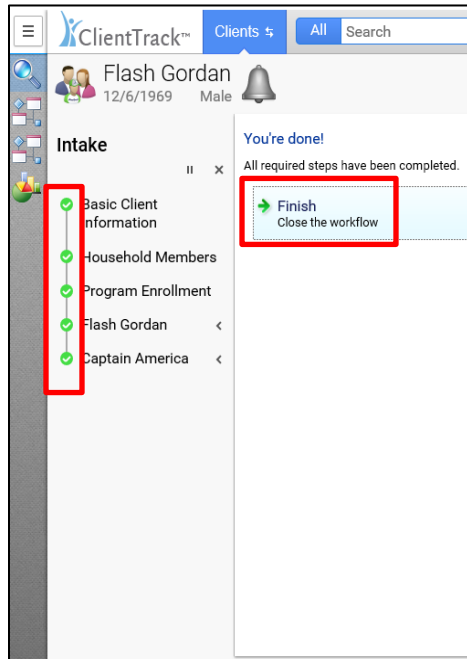 ClientTrack™
Clients
All
Search
Flash Gordan
12/6/1969 Male
Intake
Basic Client
Information
Household Members
Program Enrollment
Flash Gordan
Captain America
You're done!
All required steps have been completed.
Finish
Close the workflow